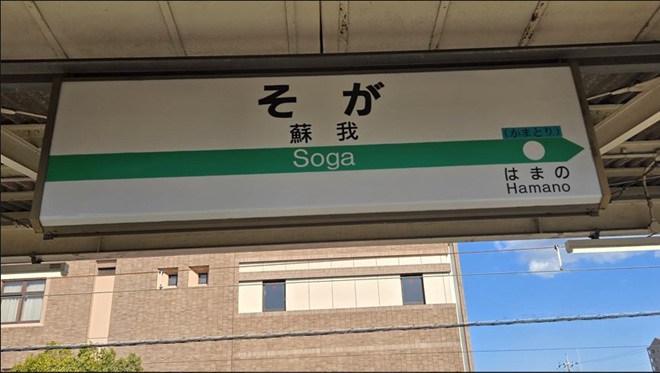 そが
蘇我
Soga
(かまとり)
はまの
Hamano